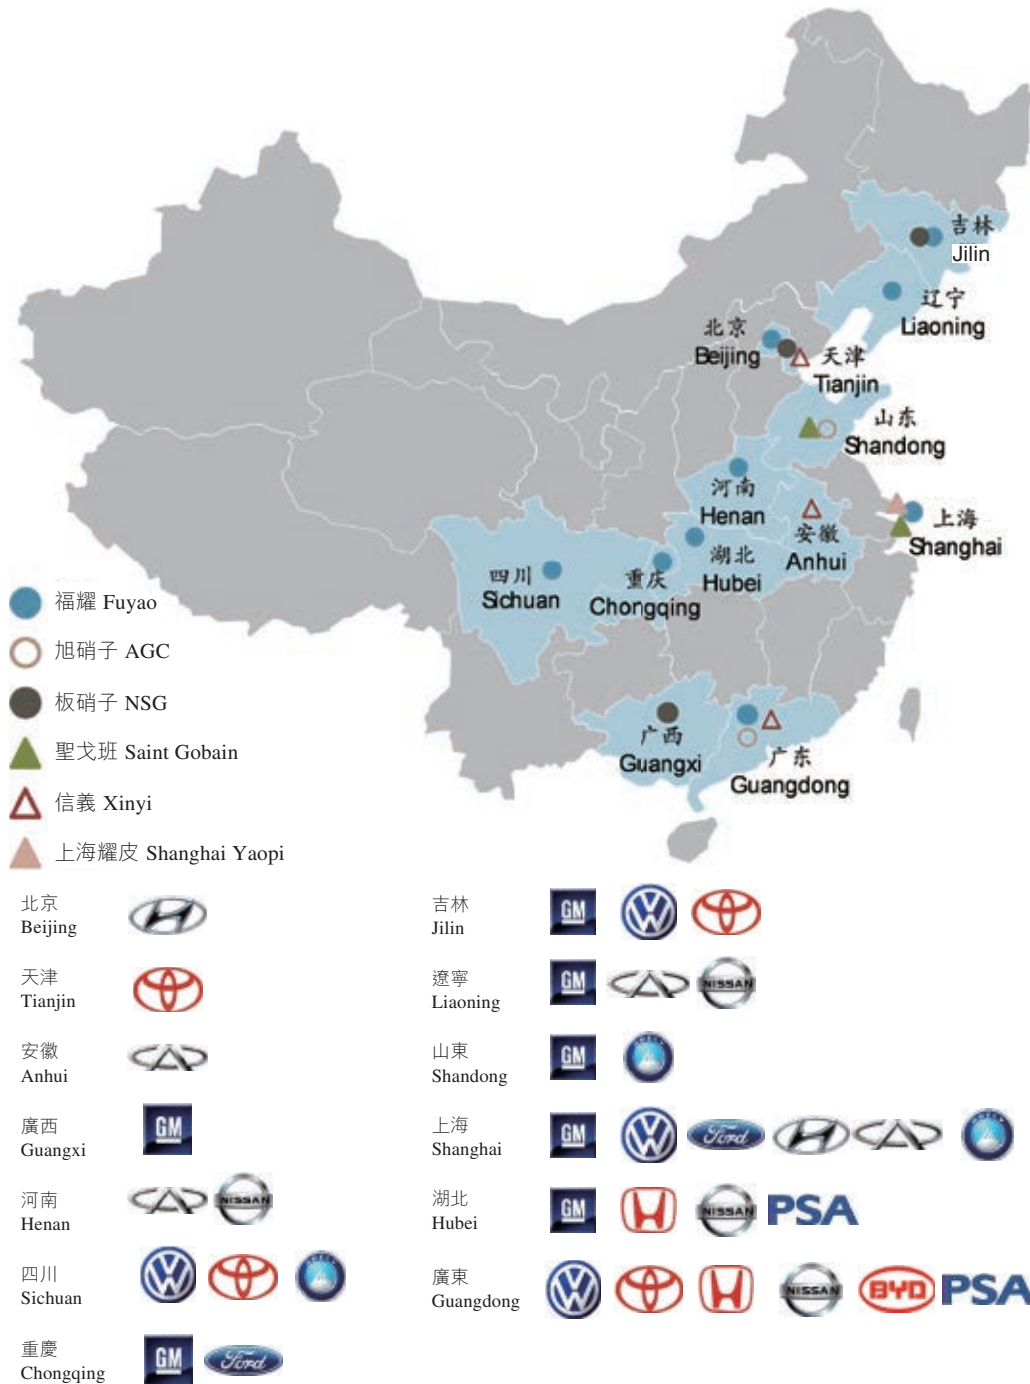 吉林
Jilin
辽宁
Liaoning
北京
Beijing
天津
Tianjin
山东
Shandong
河南
Henan
安徽
Anhui
上海
Shanghai
湖北
Hubei
四川
Sichuan
重庆
Chongqing
广西
Guangxi
广东
Guangdong
福耀 Fuyao
旭硝子 AGC
板硝子 NSG
聖戈班 Saint Gobain
信義 Xinyi
上海耀皮 Shanghai Yaopi
北京
Beijing
天津
Tianjin
安徽
Anhui
廣西
Guangxi
GM
河南
Henan
NISSAN
四川
Sichuan
重慶
Chongqing
GM
Ford
吉林
Jilin
GM
遼寧
Liaoning
GM
NISSAN
山東
Shandong
GM
上海
Shanghai
GM
Ford
湖北
Hubei
GM
NISSAN
PSA
廣東
Guangdong
NISSAN
BYD
PSA